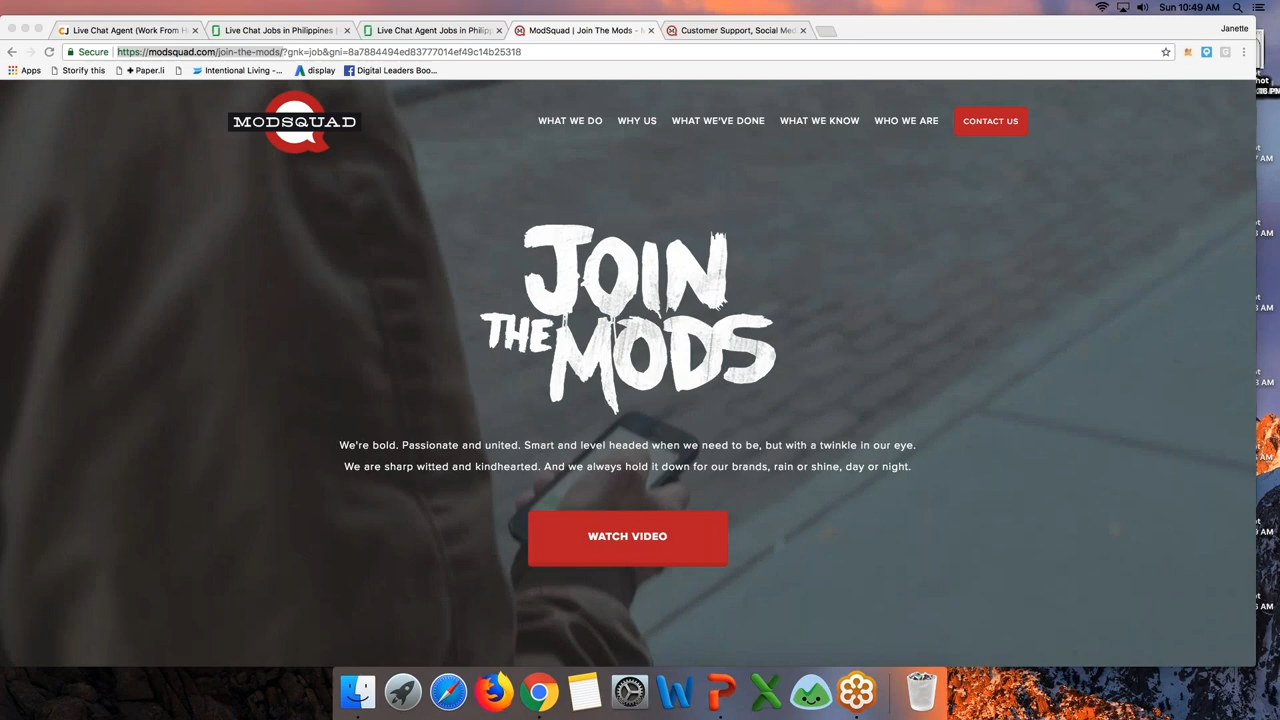 Sun 10:49 AM
Live Chat Agent (Work From H
Live Chat Jobs in Philippines |
Live Chat Agent Jobs in Philip
ModSquad | Join The Mods -
Customer Support, Social Med
Janette
Secure https://modsquad.com/join-the-mods/?gnk=job&gni=8a7884494ed83777014ef49c14b25318
Apps Storify this + Paper.li Intentional Living -... display Digital Leaders Boo...
MODSQUAD
WHAT WE DO WHY US WHAT WE'VE DONE WHAT WE KNOW WHO WE ARE CONTACT US
JOIN
THE MODS
We're bold. Passionate and united. Smart and level headed when we need to be, but with a twinkle in our eye.
We are sharp witted and kindhearted. And we always hold it down for our brands, rain or shine, day or night.
WATCH VIDEO